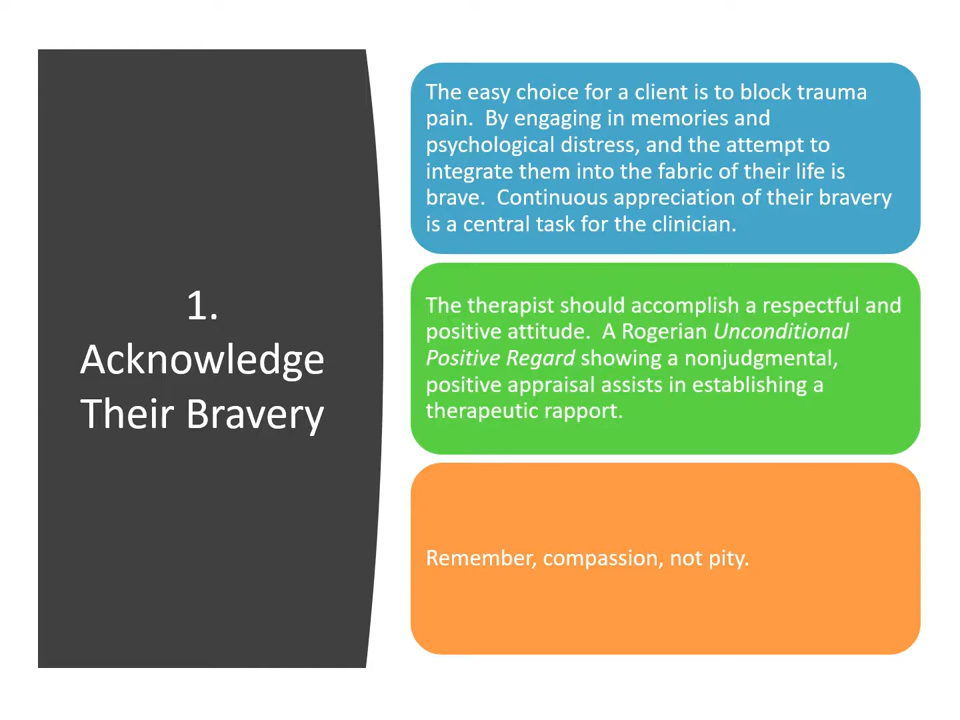 1.
Acknowledge
Their Bravery
The easy choice for a client is to block trauma
pain.  By engaging in memories and
psychological distress, and the attempt to
integrate them into the fabric of their life is
brave.  Continuous appreciation of their bravery
is a central task for the clinician.
The therapist should accomplish a respectful and
positive attitude.  A Rogerian Unconditional
Positive Regard showing a nonjudgmental,
positive appraisal assists in establishing a
therapeutic rapport.
Remember, compassion, not pity.